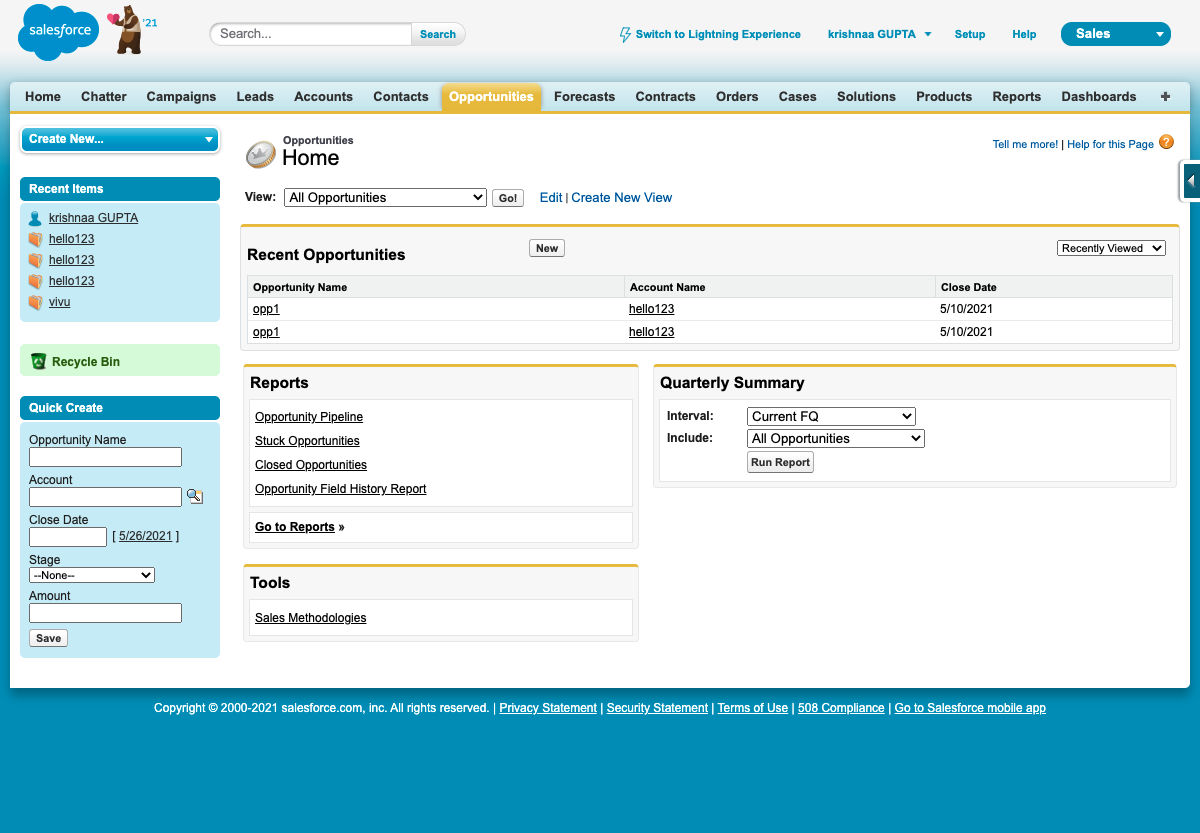 salesforce
'21
Search...
Search
Switch to Lightning Experience
krishnaa GUPTA
Setup
Help
Sales
Home Chatter Campaigns Leads Accounts Contacts Opportunities Forecasts Contracts Orders Cases Solutions Products Reports Dashboards +
Create New...
Recent Items
krishnaa GUPTA
hello123
hello123
hello123
vivu
Recycle Bin
Quick Create
Opportunity Name
Account
Close Date
[ 5/26/2021 ]
Stage
--None--
Amount
Save
Opportunities
Home
Tell me more! | Help for this Page ?
View: All Opportunities Go! Edit | Create New View
Recent Opportunities New Recently Viewed
Opportunity Name Account Name Close Date
opp1 hello123 5/10/2021
opp1 hello123 5/10/2021
Reports
Opportunity Pipeline
Stuck Opportunities
Closed Opportunities
Opportunity Field History Report
Go to Reports »
Quarterly Summary
Interval: Current FQ
Include: All Opportunities
Run Report
Tools
Sales Methodologies
Copyright © 2000-2021 salesforce.com, inc. All rights reserved. | Privacy Statement | Security Statement | Terms of Use | 508 Compliance | Go to Salesforce mobile app